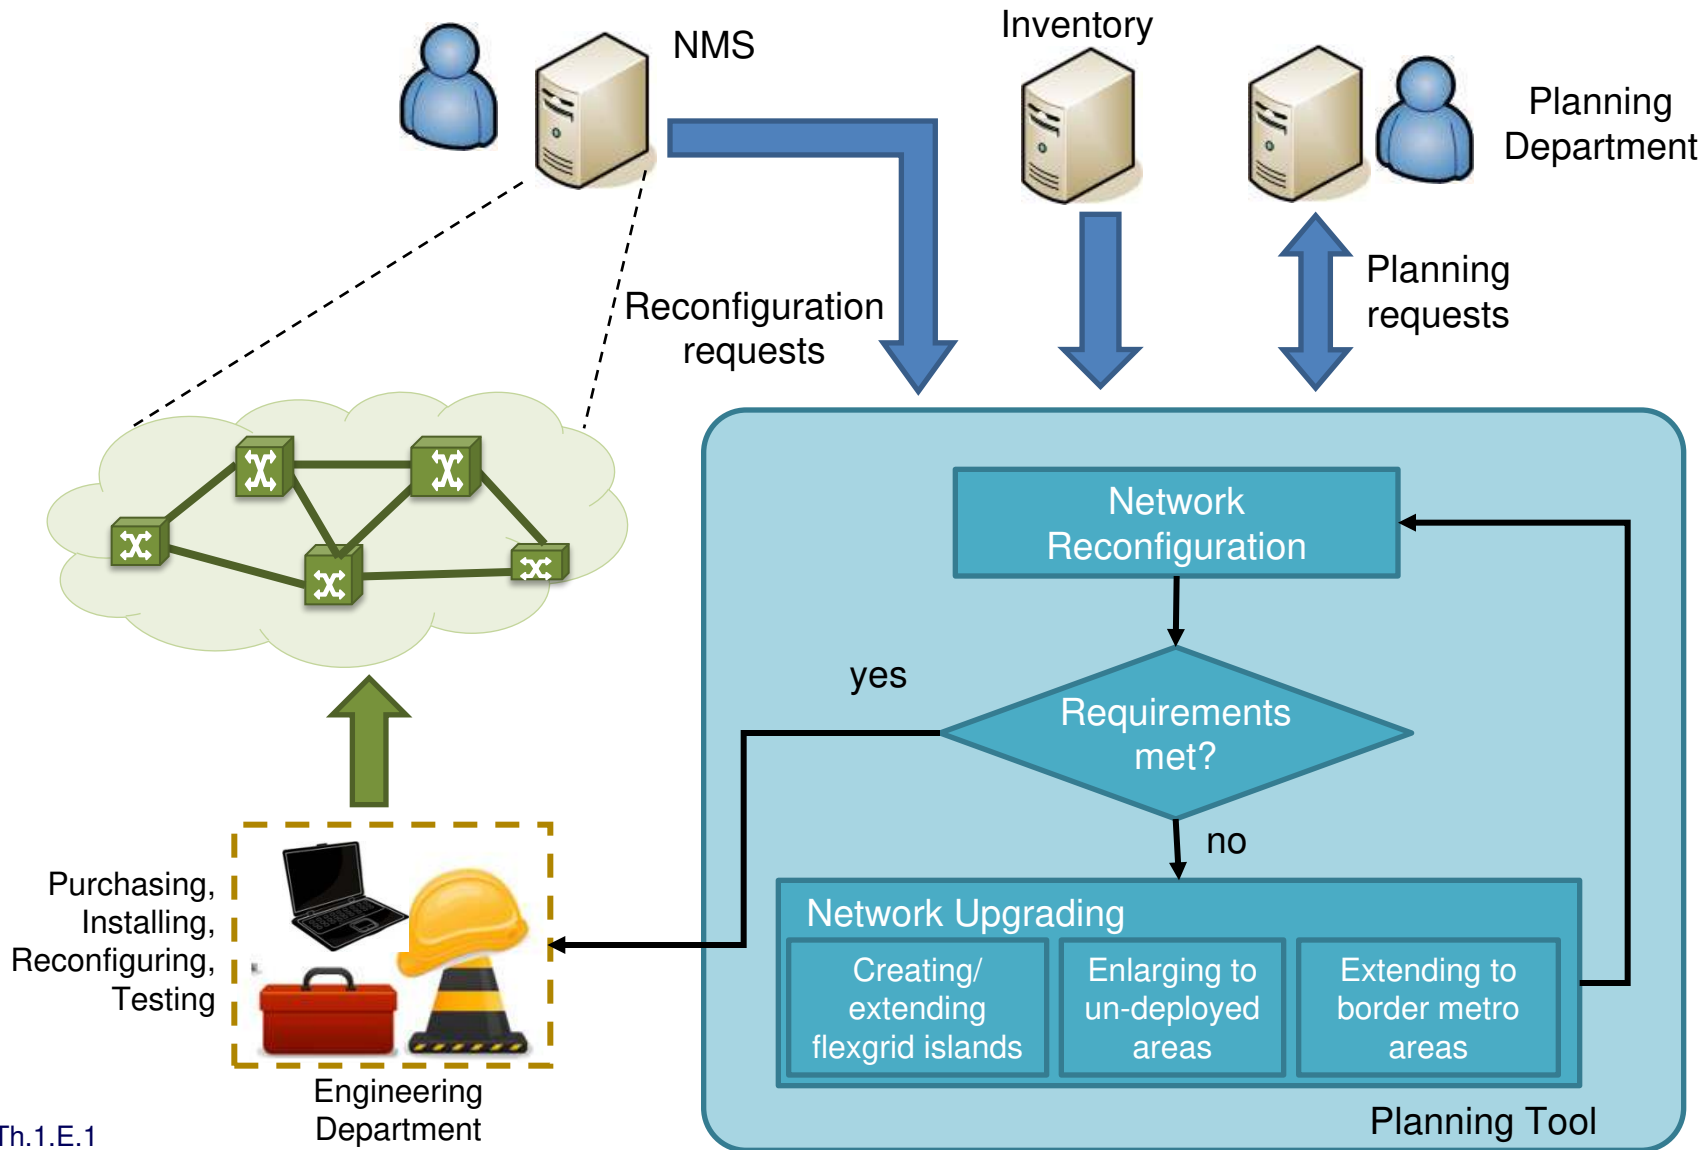 NMS
Inventory
Planning
Department
Reconfiguration
requests
Planning
requests
Network
Reconfiguration
yes
Requirements
met?
no
Network Upgrading
Creating/
extending
flexgrid islands
Enlarging to
un-deployed
areas
Extending to
border metro
areas
Planning Tool
Purchasing,
Installing,
Reconfiguring,
Testing
Engineering
Department
Th.1.E.1